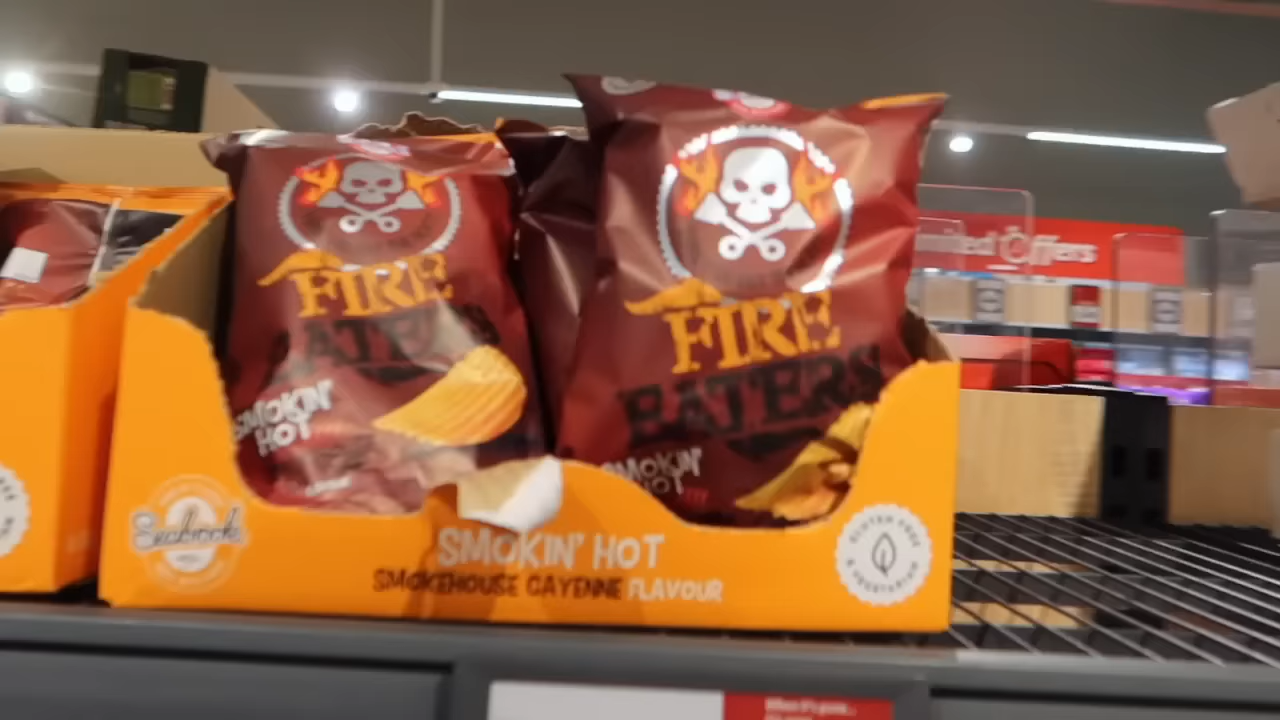 FIRE
EATERS
SMOKIN'
HOT
FIRE
EATERS
SMOKIN'
HOT
Limited Offers
Seabrook
SMOKIN' HOT
SMOKEHOUSE CAYENNE FLAVOUR
GLUTEN FREE
& VEGETARIAN